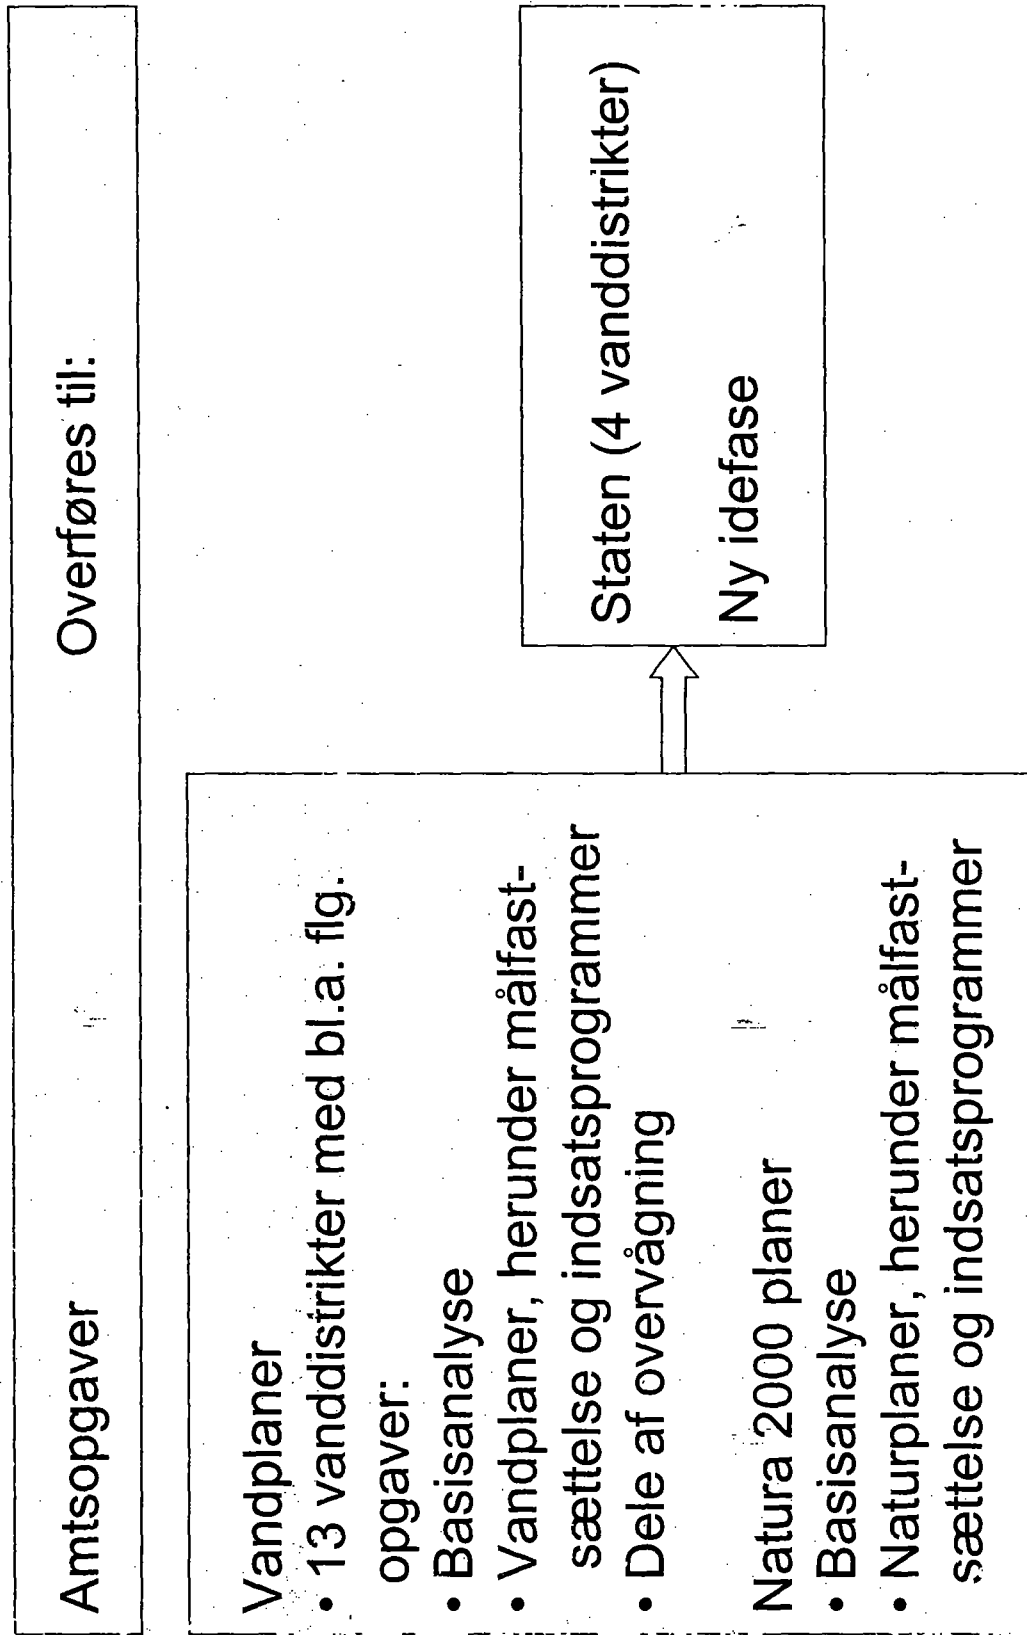 Amtsopgaver Overføres til:
Vandplaner
• 13 vanddistrikter med bl.a. flg.
opgaver:
• Basisanalyse
• Vandplaner, herunder målfast-
sættelse og indsatsprogrammer
• Dele af overvågning
Natura 2000 planer
• Basisanalyse
• Naturplaner, herunder målfast-
sættelse og indsatsprogrammer
Staten (4 vanddistrikter)
Ny idefase